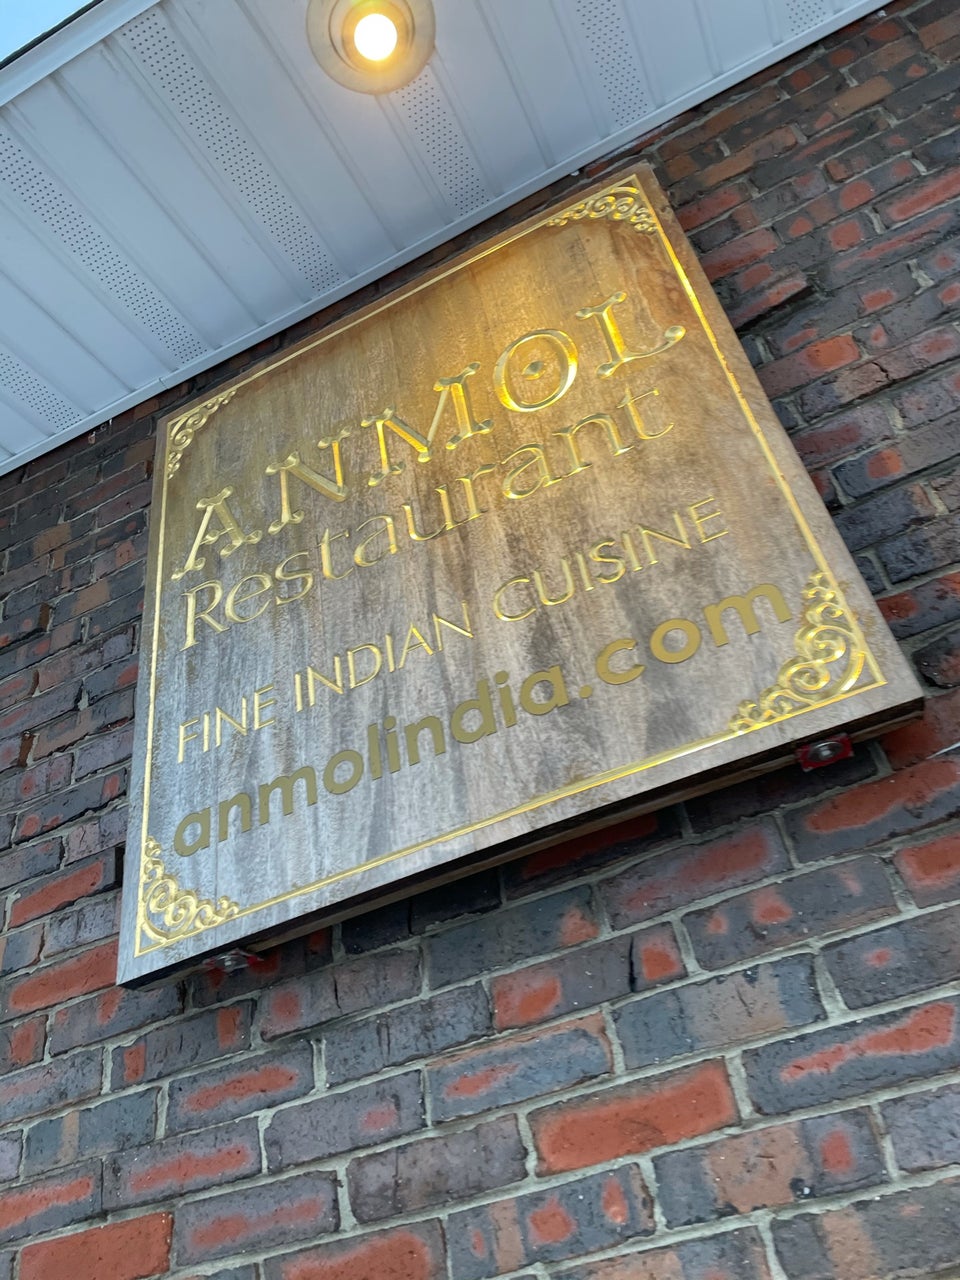 ANMOL
Restaurant
FINE INDIAN CUISINE
anmolindia.com